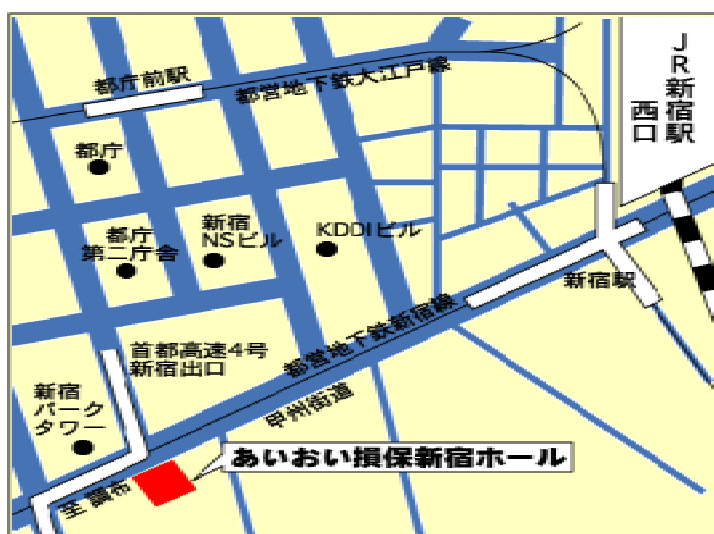 JR新宿駅
西口
都庁前駅
都営地下鉄大江戸線
都庁
新宿
NSビル
KDDIビル
都庁
第二庁舎
新宿駅
都営地下鉄新宿線
首都高速4号
新宿出口
甲州街道
新宿
パーク
タワー
あいおい損保新宿ホール
至 調布